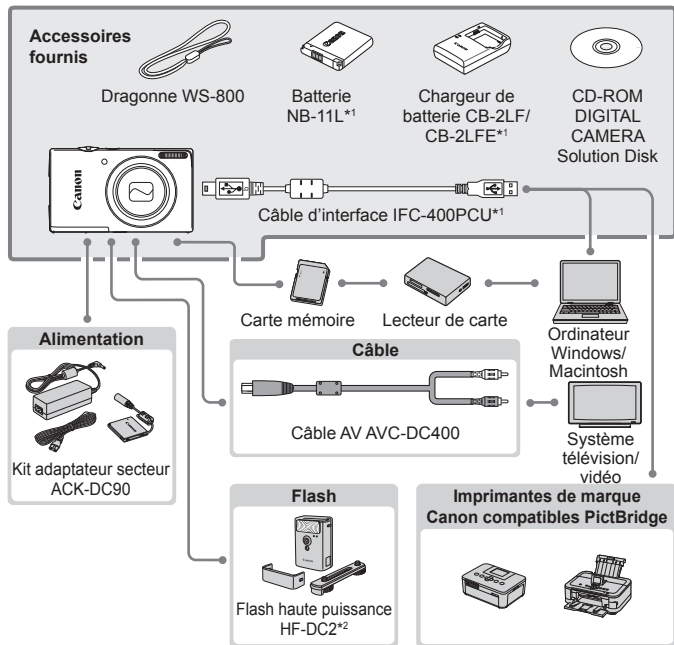 Accessoires
fournis
Dragonne WS-800
Batterie
NB-11L*1
Chargeur de
batterie CB-2LF/
CB-2LFE*1
CD-ROM
DIGITAL
CAMERA
Solution Disk
Canon
Câble d'interface IFC-400PCU*1
Carte mémoire
Lecteur de carte
Ordinateur
Windows/
Macintosh
Alimentation
Kit adaptateur secteur
ACK-DC90
Câble
Câble AV AVC-DC400
Système
télévision/
vidéo
Flash
Flash haute puissance
HF-DC2*2
Imprimantes de marque
Canon compatibles PictBridge